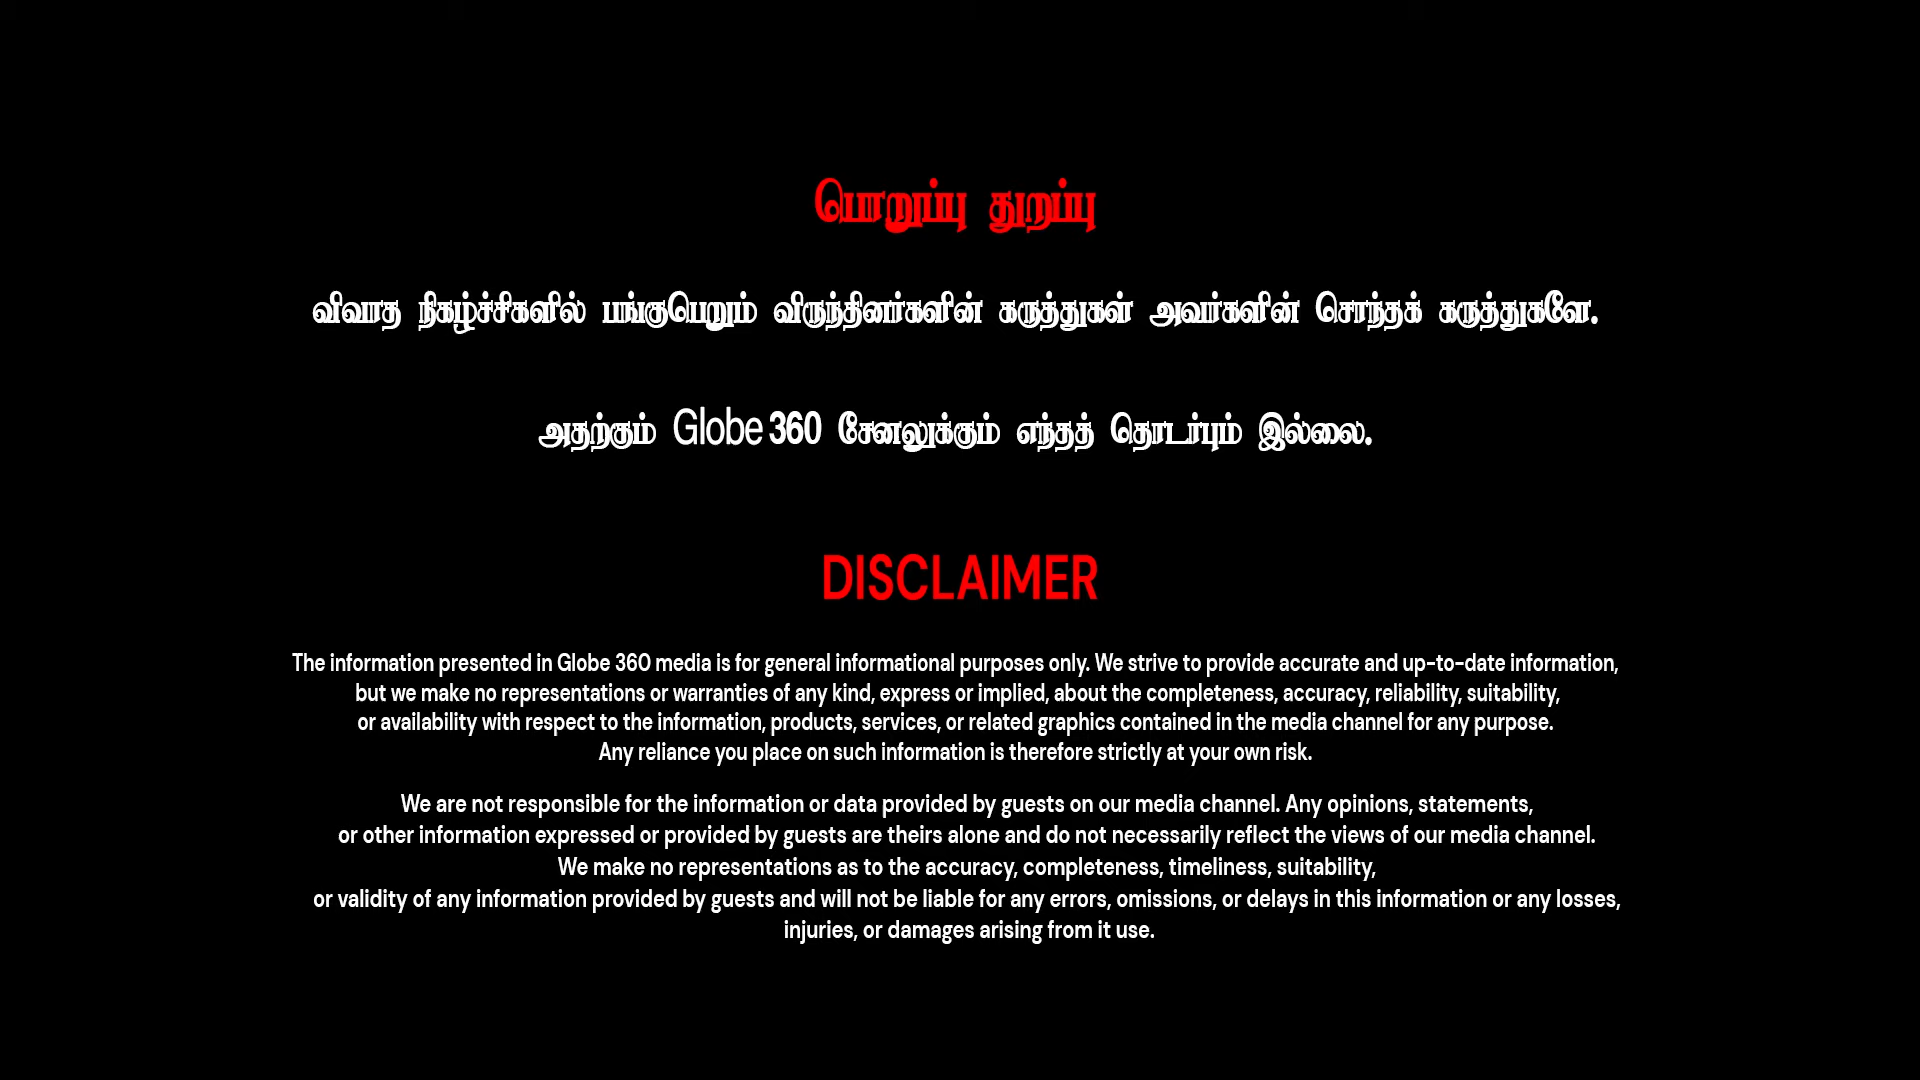 பொறுப்பு துறப்பு
விவாத நிகழ்ச்சிகளில் பங்குபெறும் விருந்தினர்களின் கருத்துகள் அவர்களின் சொந்தக் கருத்துகளே.
அதற்கும் Globe 360 சேனலுக்கும் எந்தத் தொடர்பும் இல்லை.
DISCLAIMER
The information presented in Globe 360 media is for general informational purposes only. We strive to provide accurate and up-to-date information,
but we make no representations or warranties of any kind, express or implied, about the completeness, accuracy, reliability, suitability,
or availability with respect to the information, products, services, or related graphics contained in the media channel for any purpose.
Any reliance you place on such information is therefore strictly at your own risk.
We are not responsible for the information or data provided by guests on our media channel. Any opinions, statements,
or other information expressed or provided by guests are theirs alone and do not necessarily reflect the views of our media channel.
We make no representations as to the accuracy, completeness, timeliness, suitability,
or validity of any information provided by guests and will not be liable for any errors, omissions, or delays in this information or any losses,
injuries, or damages arising from it use.